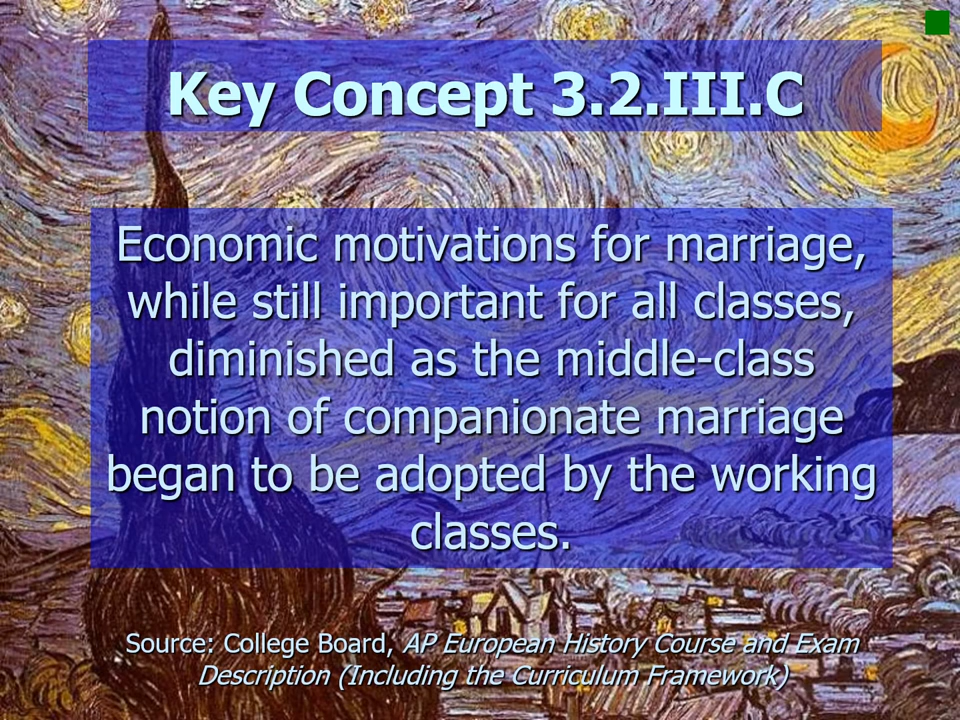 Key Concept 3.2.III.C
Economic motivations for marriage,
while still important for all classes,
diminished as the middle-class
notion of companionate marriage
began to be adopted by the working
classes.
Source: College Board, AP European History Course and Exam
Description (Including the Curriculum Framework)